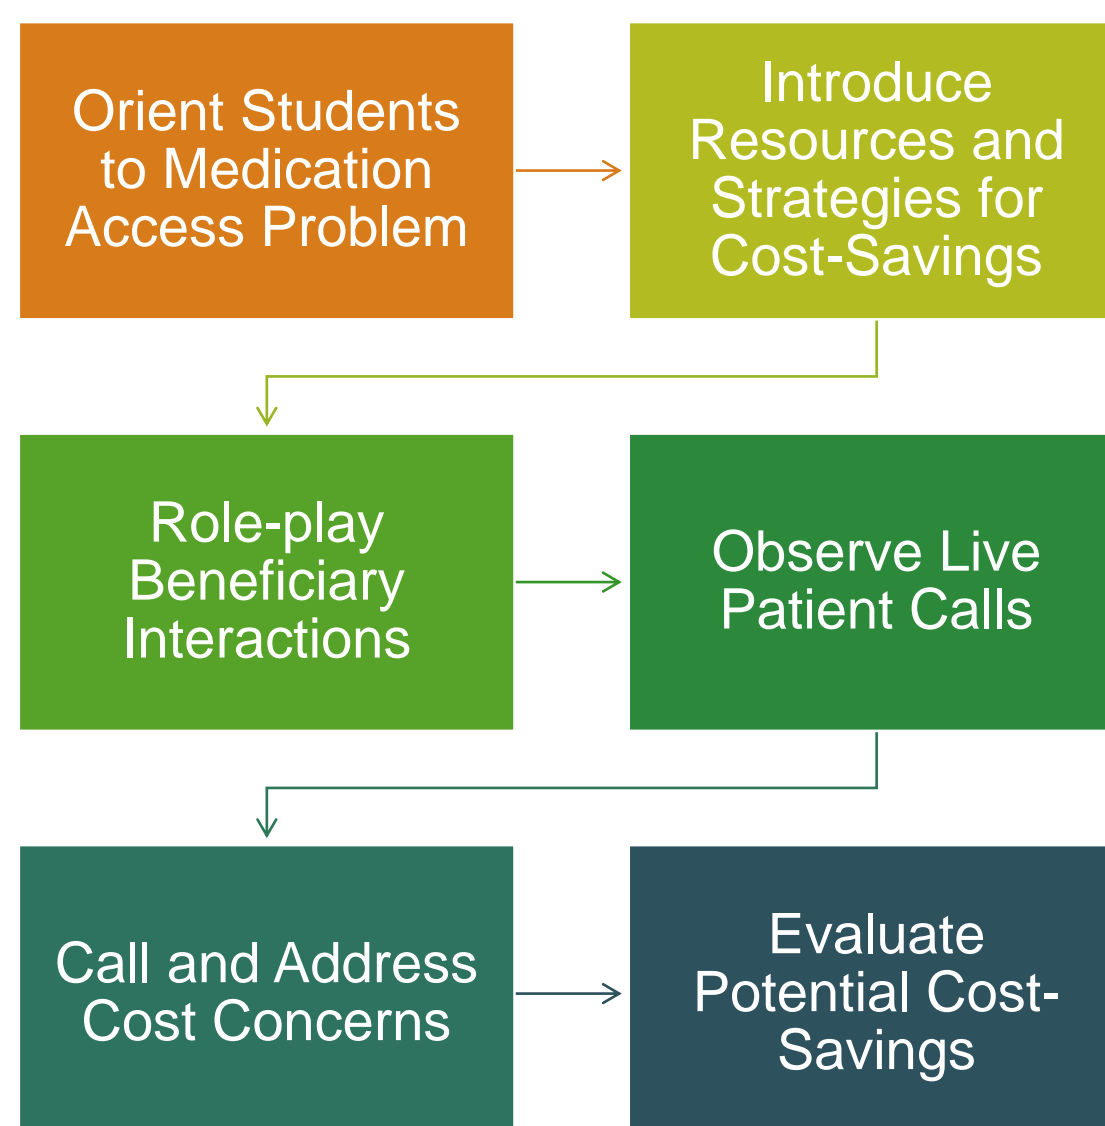 Orient Students
to Medication
Access Problem
Introduce
Resources and
Strategies for
Cost-Savings
Role-play
Beneficiary
Interactions
Observe Live
Patient Calls
Call and Address
Cost Concerns
Evaluate
Potential Cost-
Savings